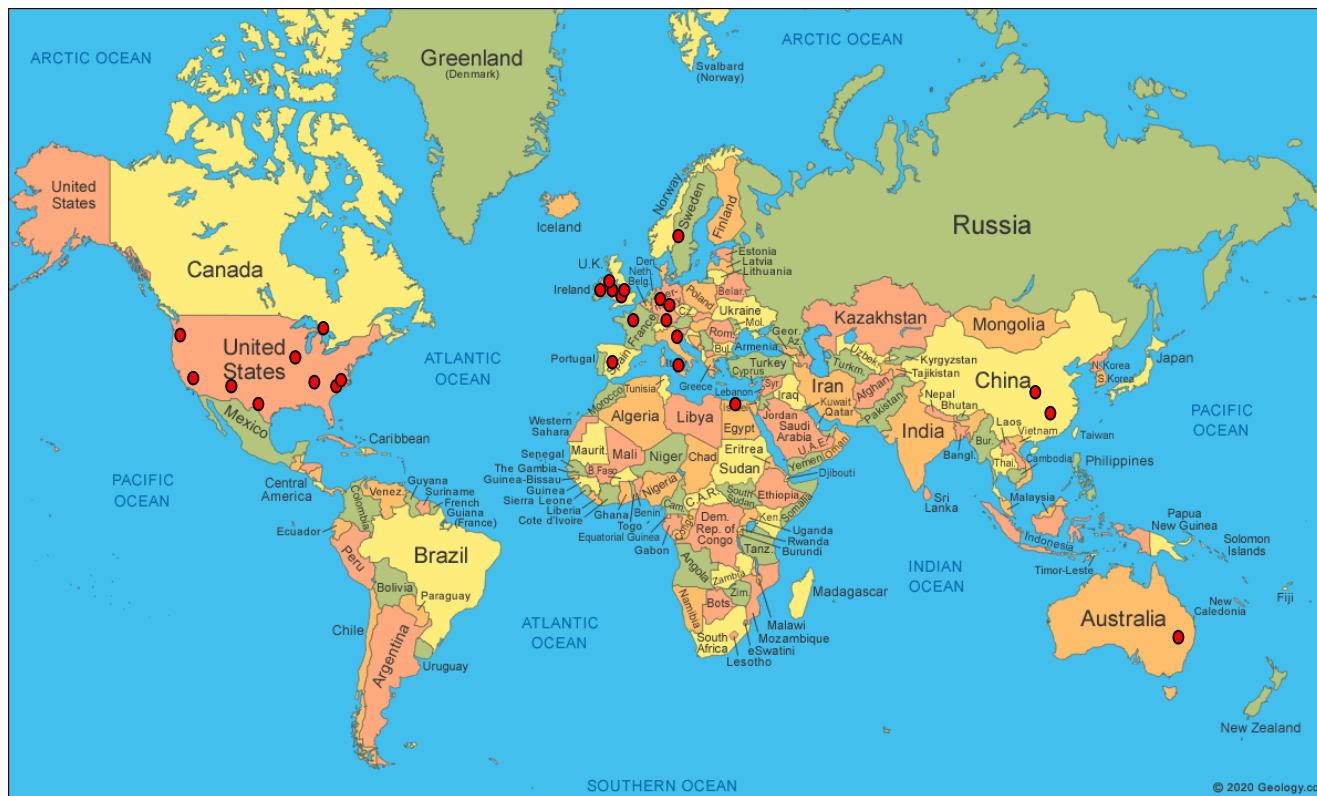 ARCTIC OCEAN
ARCTIC OCEAN
Greenland
(Denmark)
Svalbard
(Norway)
United
States
Canada
Iceland
Norway
Sweden
Finland
Russia
U.K.
Ireland
Den.
Neth.
Belg.
Estonia
Latvia
Lithuania
Belar.
Poland
CZ.
Ukraine
Mol.
Rom.
Bul.
France
Spain
Portugal
Greece
Geor.
Az.
Armenia
Turkey
Cyprus
Syr.
Lebanon
Iraq
Iran
Kuwait
Qatar
Kazakhstan
Uzbek.
Turkm.
Kyrgyzstan
Tajikistan
Afghan.
Pakistan
Mongolia
China
N. Korea
S. Korea
Japan
United
States
ATLANTIC
OCEAN
PACIFIC
OCEAN
Mexico
Caribbean
Central
America
Morocco
Tunisia
Algeria
Libya
Egypt
Jordan
Saudi
Arabia
U.A.E.
Oman
Yemen
Western
Sahara
Maurit.
Mali
Niger
Chad
Sudan
Eritrea
Djibouti
Senegal
The Gambia
Guinea-Bissau
Guinea
Sierra Leone
Liberia
Cote d'Ivoire
B.Faso
Ghana
Togo
Benin
Nigeria
Cam.
C.A.R.
South
Sudan
Ethiopia
Somalia
Equatorial Guinea
Gabon
Congo
Dem.
Rep. of
Congo
Ken.
Uganda
Rwanda
Burundi
Tanz.
Angola
Zambia
Zim.
Malawi
Mozambique
Madagascar
Namibia
Bots.
South
Africa
eSwatini
Lesotho
India
Nepal
Bhutan
Bangl.
Bur.
Laos
Vietnam
Thai.
Cambodia
Taiwan
Philippines
Sri
Lanka
Malaysia
Indonesia
Timor-Leste
Papua
New Guinea
Solomon
Islands
PACIFIC
OCEAN
INDIAN
OCEAN
Venez.
Guyana
Suriname
French
Guiana
(France)
Colombia
Ecuador
Peru
Brazil
Bolivia
Paraguay
Chile
Argentina
Uruguay
ATLANTIC
OCEAN
Australia
New
Caledonia
Fiji
New Zealand
SOUTHERN OCEAN
© 2020 Geology.co